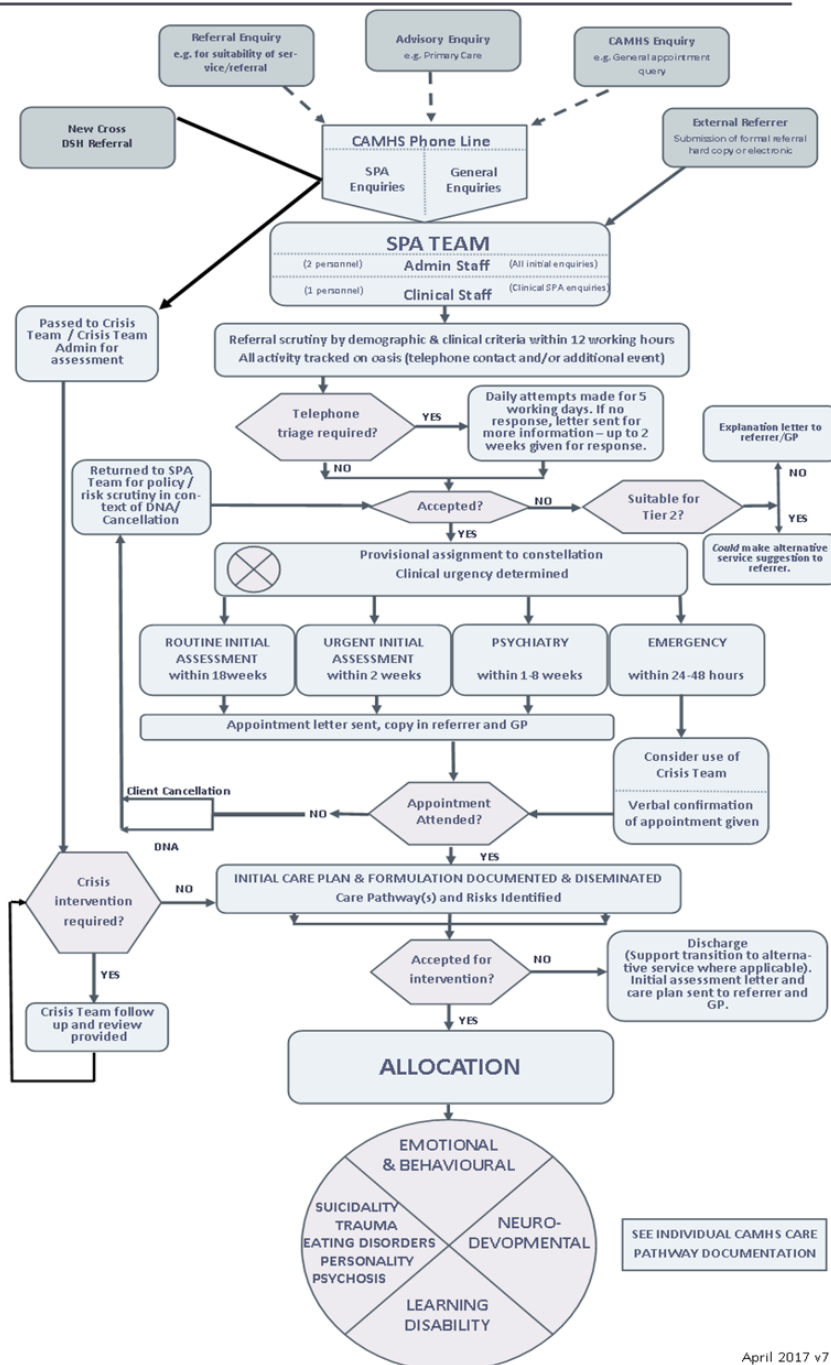 Referral Enquiry
e.g. for suitability of ser-
vice/referral
Advisory Enquiry
e.g. Primary Care
CAMHS Enquiry
e.g. General appointment
query
New Cross
DSH Referral
CAMHS Phone Line
SPA
Enquiries
General
Enquiries
External Referrer
Submission of formal referral
hard copy or electronic
SPA TEAM
(2 personnel) Admin Staff (All initial enquiries)
(1 personnel) Clinical Staff (Clinical SPA enquiries)
Passed to Crisis
Team / Crisis Team
Admin for
assessment
Referral scrutiny by demographic & clinical criteria within 12 working hours
All activity tracked on oasis (telephone contact and/or additional event)
Telephone
triage required?
YES
Daily attempts made for 5
working days. If no
response, letter sent for
more information – up to 2
weeks given for response.
Explanation letter to
referrer/GP
NO
NO
Returned to SPA
Team for policy /
risk scrutiny in con-
text of DNA/
Cancellation
Accepted?
NO
Suitable for
Tier 2?
YES
YES
Could make alternative
service suggestion to
referrer.
Provisional assignment to constellation
Clinical urgency determined
ROUTINE INITIAL
ASSESSMENT
within 18weeks
URGENT INITIAL
ASSESSMENT
within 2 weeks
PSYCHIATRY
within 1-8 weeks
EMERGENCY
within 24-48 hours
Appointment letter sent, copy in referrer and GP
Consider use of
Crisis Team
Verbal confirmation
of appointment given
Client Cancellation
NO
Appointment
Attended?
DNA
YES
Crisis
intervention
required?
NO
INITIAL CARE PLAN & FORMULATION DOCUMENTED & DISEMINATED
Care Pathway(s) and Risks Identified
YES
Accepted for
intervention?
NO
Discharge
(Support transition to alterna-
tive service where applicable).
Initial assessment letter and
care plan sent to referrer and
GP.
Crisis Team follow
up and review
provided
YES
ALLOCATION
EMOTIONAL
& BEHAVIOURAL
SUICIDALITY
TRAUMA
EATING DISORDERS
PERSONALITY
PSYCHOSIS
NEURO-
DEVOPMENTAL
LEARNING
DISABILITY
SEE INDIVIDUAL CAMHS CARE
PATHWAY DOCUMENTATION
April 2017 v7